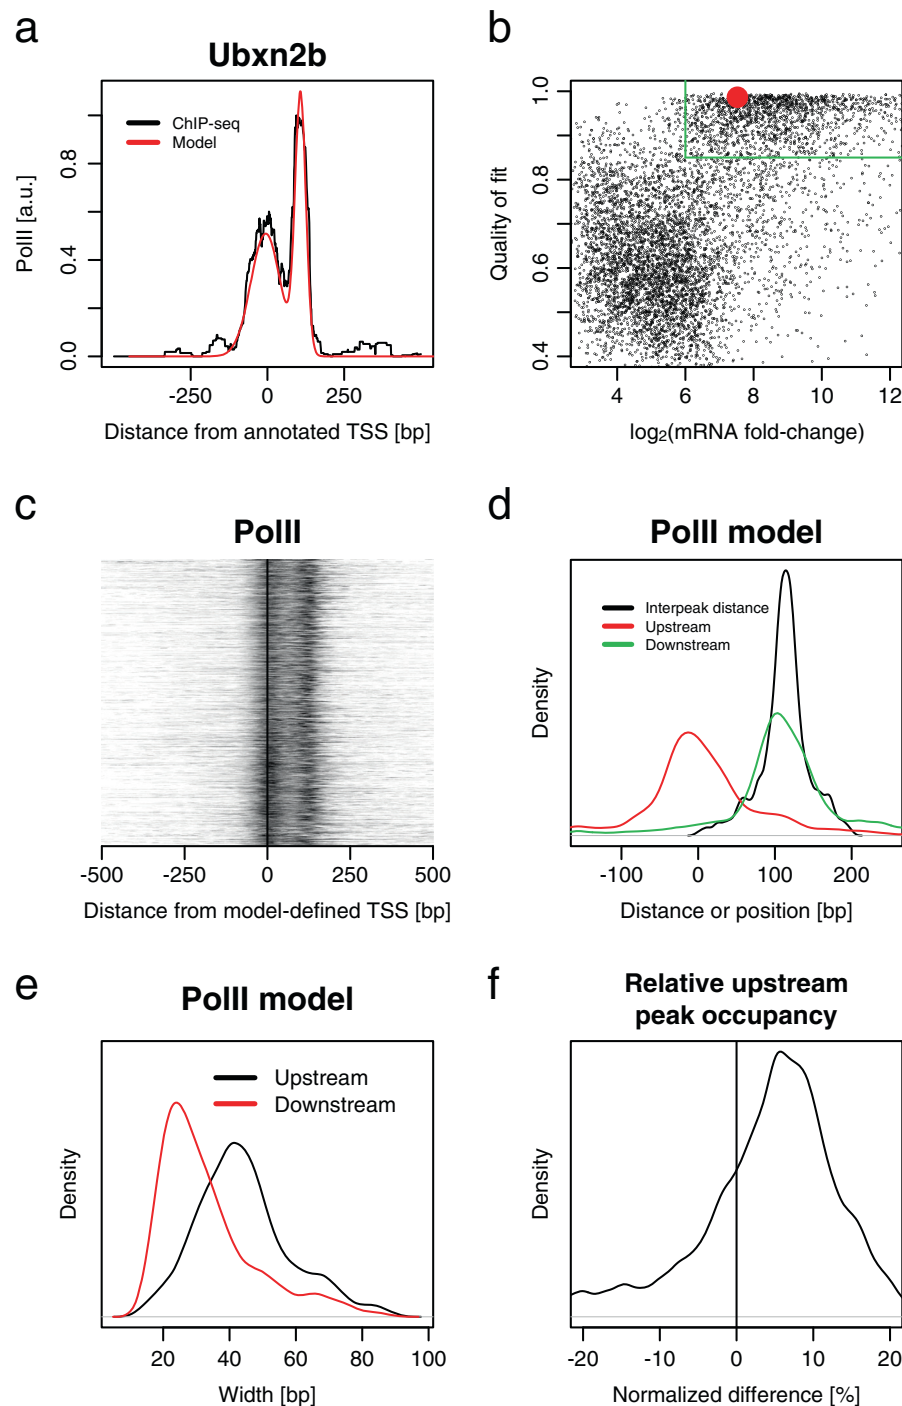 a
Ubxn2b
ChIP-seq
Model
PolII [a.u.]
0.0
0.4
0.8
-250
0
250
Distance from annotated TSS [bp]
b
Quality of fit
0.4
0.6
0.8
1.0
4
6
8
10
12
log₂(mRNA fold-change)
c
PolII
-500
-250
0
250
500
Distance from model-defined TSS [bp]
d
PolII model
Interpeak distance
Upstream
Downstream
Density
-100
0
100
200
Distance or position [bp]
e
PolII model
Upstream
Downstream
Density
20
40
60
80
100
Width [bp]
f
Relative upstream
peak occupancy
Density
-20
-10
0
10
20
Normalized difference [%]